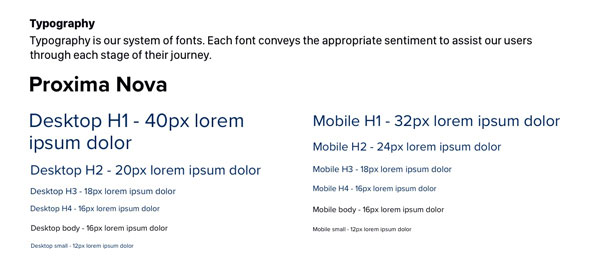 Typography
Typography is our system of fonts. Each font conveys the appropriate sentiment to assist our users
through each stage of their journey.
Proxima Nova
Desktop H1 - 40px lorem
ipsum dolor
Desktop H2 - 20px lorem ipsum dolor
Desktop H3 - 18px lorem ipsum dolor
Desktop H4 - 16px lorem ipsum dolor
Desktop body - 16px lorem ipsum dolor
Desktop small - 12px lorem ipsum dolor
Mobile H1 - 32px lorem ipsum dolor
Mobile H2 - 24px lorem ipsum dolor
Mobile H3 - 18px lorem ipsum dolor
Mobile H4 - 16px lorem ipsum dolor
Mobile body - 16px lorem ipsum dolor
Mobile small - 12px lorem ipsum dolor